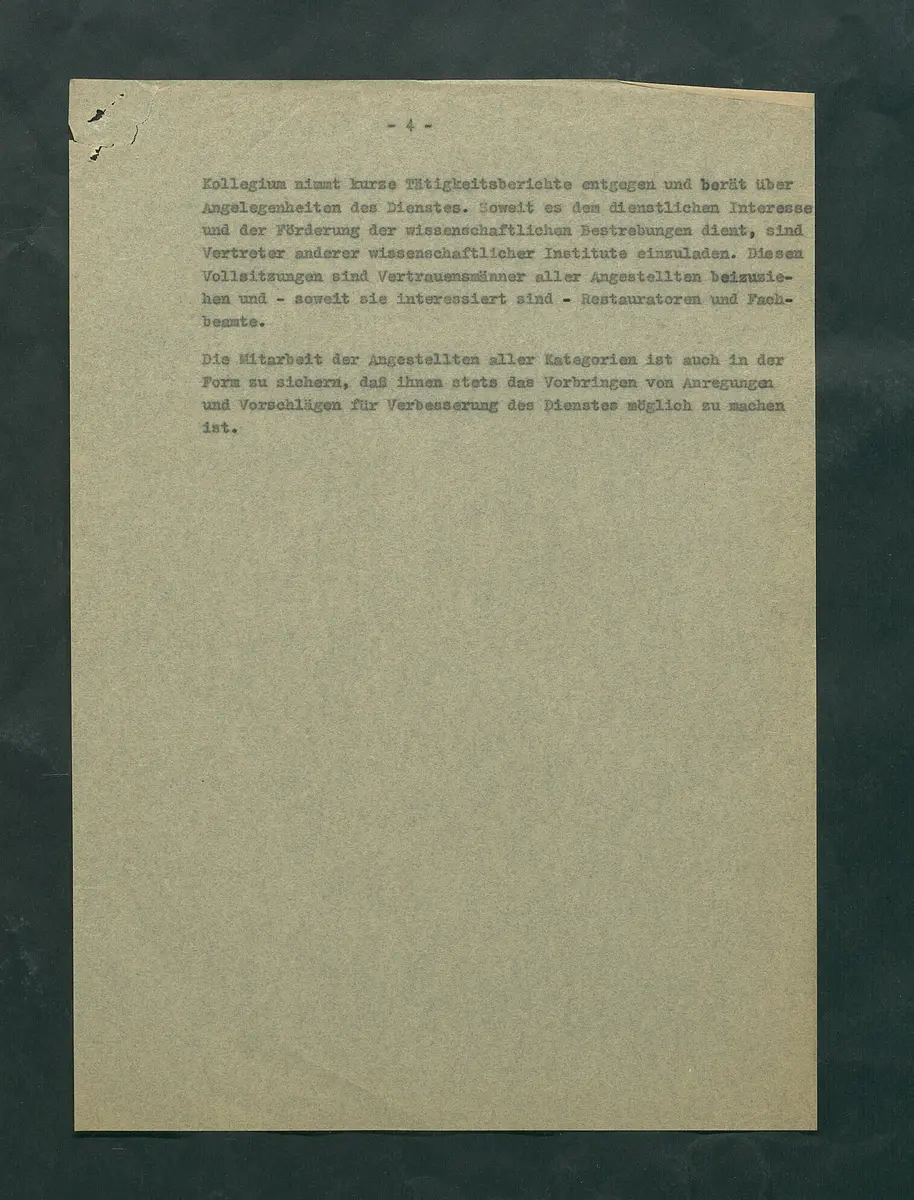 - 4 -
Kollegium nimmt kurze Tätigkeitsberichte entgegen und berät über
Angelegenheiten des Dienstes. Soweit es dem dienstlichen Interesse
und der Förderung der wissenschaftlichen Bestrebungen dient, sind
Vertreter anderer wissenschaftlicher Institute einzuladen. Diesen
Vollsitzungen sind Vertrauensmänner aller Angestellten beizuzie-
hen und - soweit sie interessiert sind - Restauratoren und Fach-
beamte.
Die Mitarbeit der Angestellten aller Kategorien ist auch in der
Form zu sichern, daß ihnen stets das Vorbringen von Anregungen
und Vorschlägen für Verbesserung des Dienstes möglich zu machen
ist.